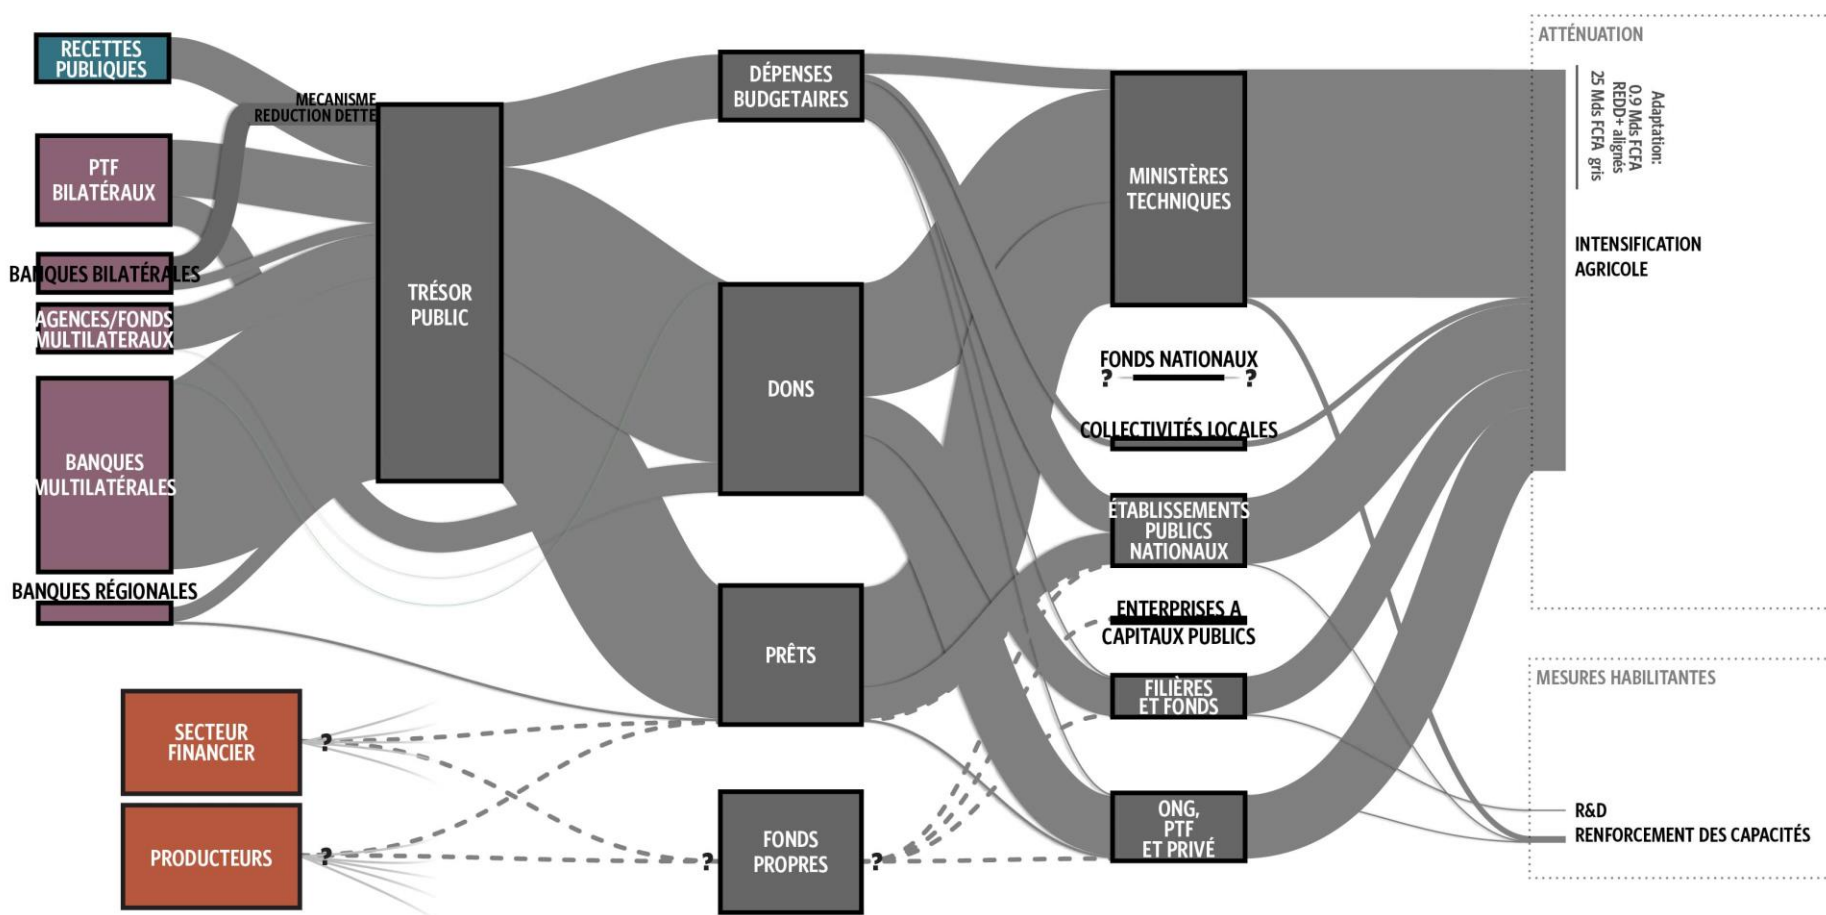 RECETTES
PUBLIQUES
PTF
BILATÉRAUX
BANQUES BILATÉRALES
AGENCES/FONDS
MULTILATERAUX
BANQUES
MULTILATÉRALES
BANQUES RÉGIONALES
SECTEUR
FINANCIER
?
PRODUCTEURS
?
MECANISME
REDUCTION DETTE
TRÉSOR
PUBLIC
DÉPENSES
BUDGETAIRES
DONS
PRÊTS
?
FONDS
PROPRES
?
MINISTÈRES
TECHNIQUES
FONDS NATIONAUX
?
?
COLLECTIVITÉS LOCALES
ÉTABLISSEMENTS
PUBLICS
NATIONAUX
ENTERPRISES A
CAPITAUX PUBLICS
FILIÈRES
ET FONDS
ONG,
PTF
ET PRIVÉ
ATTÉNUATION
Adaptation:
0.9 Mds FCFA
REDD+ alignés
25 Mds FCFA gris
INTENSIFICATION
AGRICOLE
MESURES HABILITANTES
R&D
RENFORCEMENT DES CAPACITÉS